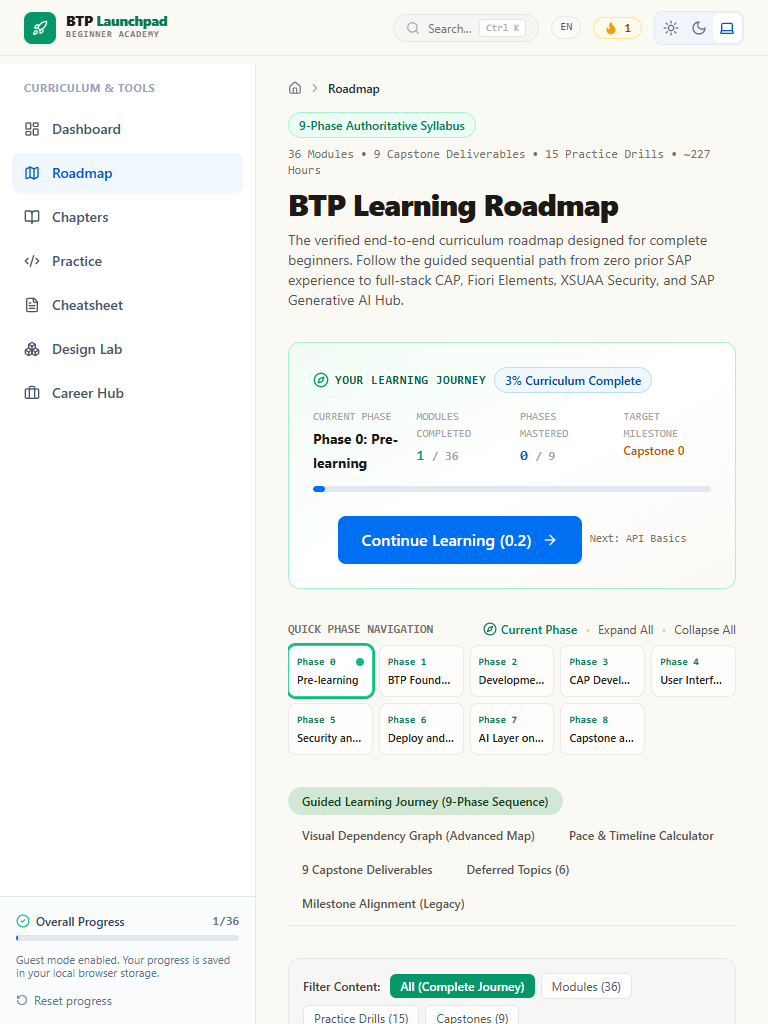 BTP Launchpad
BEGINNER ACADEMY
Search...
Ctrl K
EN
1
CURRICULUM & TOOLS
Dashboard
Roadmap
Chapters
Practice
Cheatsheet
Design Lab
Career Hub
Overall Progress
1/36
Guest mode enabled. Your progress is saved
in your local browser storage.
Reset progress
Roadmap
9-Phase Authoritative Syllabus
36 Modules • 9 Capstone Deliverables • 15 Practice Drills • ~227
Hours
BTP Learning Roadmap
The verified end-to-end curriculum roadmap designed for complete
beginners. Follow the guided sequential path from zero prior SAP
experience to full-stack CAP, Fiori Elements, XSUAA Security, and SAP
Generative AI Hub.
YOUR LEARNING JOURNEY
3% Curriculum Complete
CURRENT PHASE
Phase 0: Pre-
learning
MODULES
COMPLETED
1 / 36
PHASES
MASTERED
0 / 9
TARGET
MILESTONE
Capstone 0
Continue Learning (0.2)
Next: API Basics
QUICK PHASE NAVIGATION
Current Phase
•
Expand All
•
Collapse All
Phase 0
Pre-learning
Phase 1
BTP Found...
Phase 2
Developme...
Phase 3
CAP Devel...
Phase 4
User Interf...
Phase 5
Security an...
Phase 6
Deploy and...
Phase 7
AI Layer on...
Phase 8
Capstone a...
Guided Learning Journey (9-Phase Sequence)
Visual Dependency Graph (Advanced Map)
Pace & Timeline Calculator
9 Capstone Deliverables
Deferred Topics (6)
Milestone Alignment (Legacy)
Filter Content:
All (Complete Journey)
Modules (36)
Practice Drills (15)
Capstones (9)